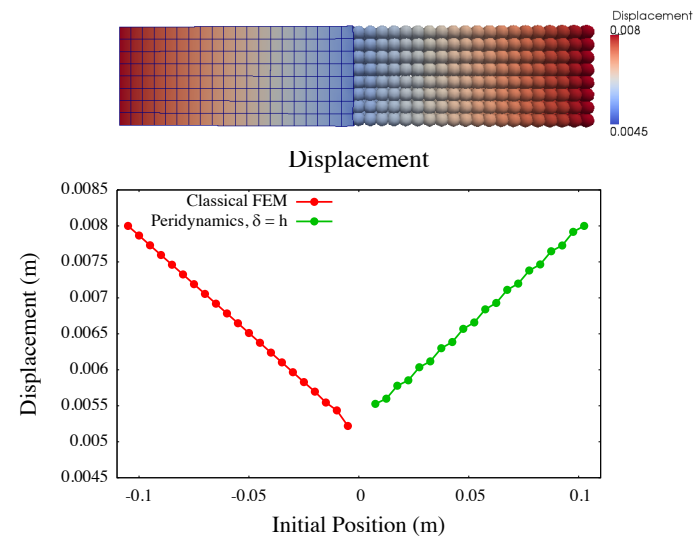 Displacement
0.008
0.0045
Displacement
Classical FEM
Peridynamics, δ = h
0.0085
0.008
0.0075
0.007
0.0065
0.006
0.0055
0.005
0.0045
Displacement (m)
-0.1
-0.05
0
0.05
0.1
Initial Position (m)